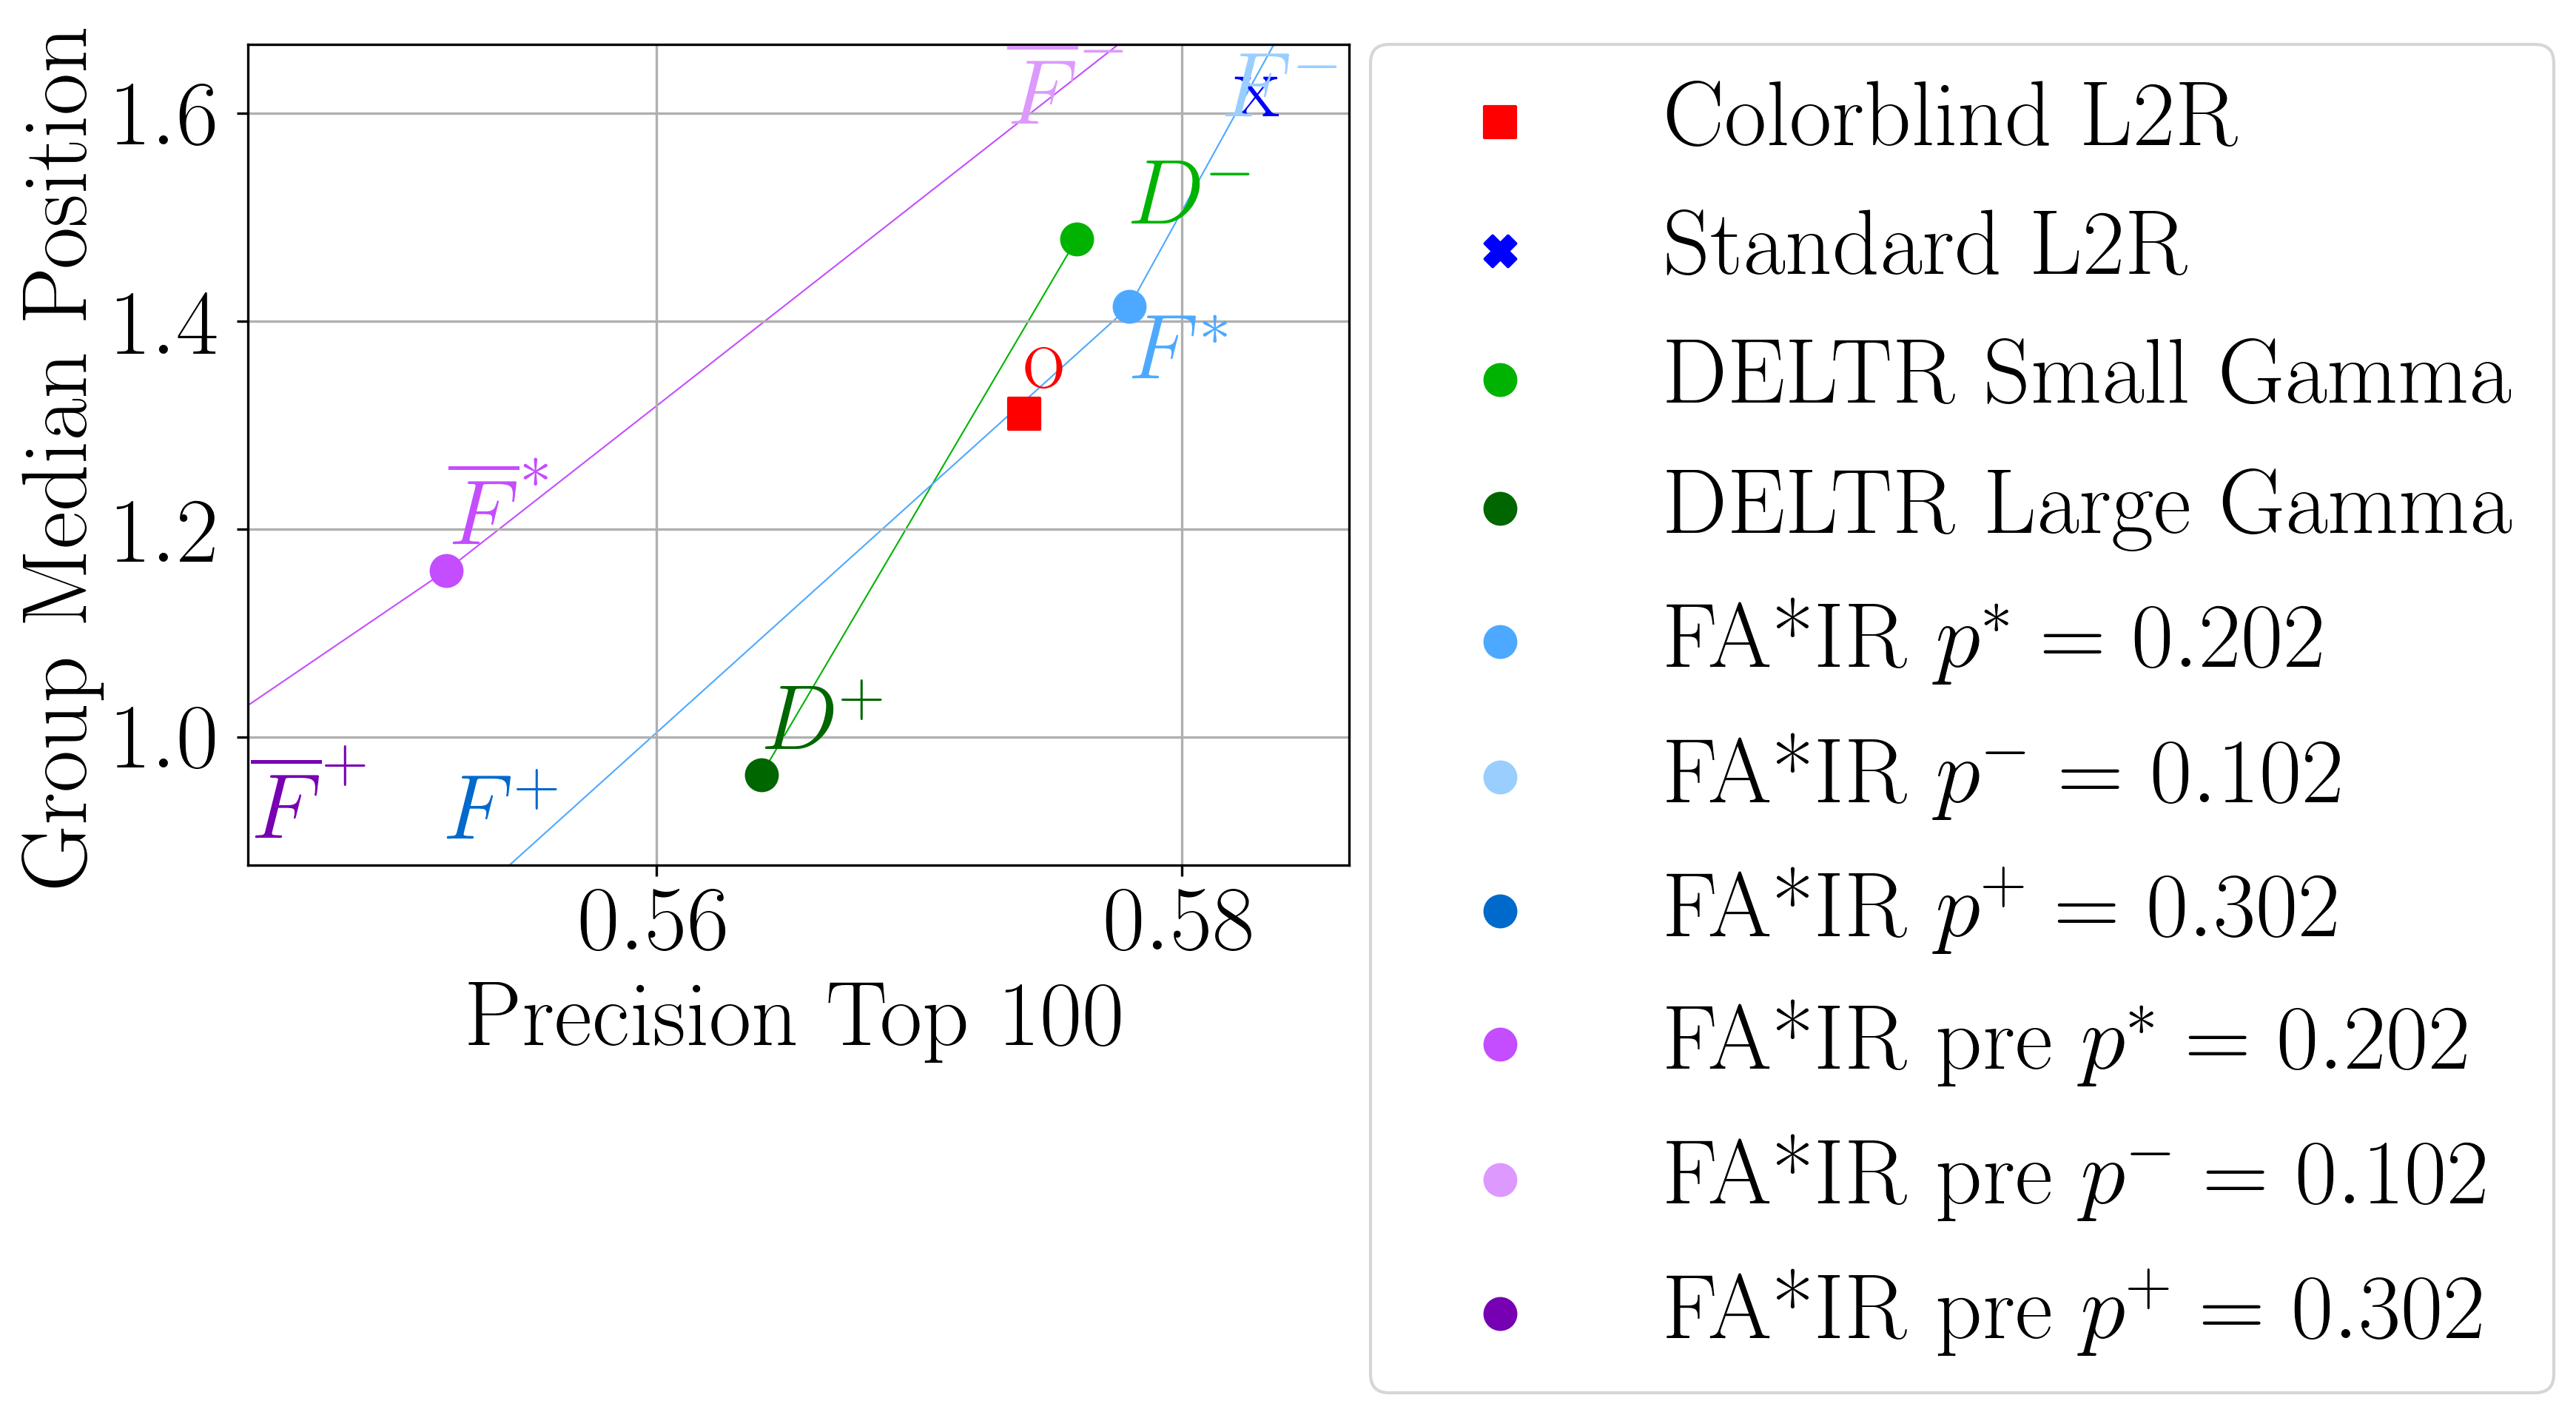 Group Median Position
1.6
1.4
1.2
1.0
0.56
0.58
Precision Top 100
F̅⁻
F⁻
X
D⁻
F*
O
F̅*
D⁺
F̅⁺
F⁺
Colorblind L2R
Standard L2R
DELTR Small Gamma
DELTR Large Gamma
FA*IR p* = 0.202
FA*IR p⁻ = 0.102
FA*IR p⁺ = 0.302
FA*IR pre p* = 0.202
FA*IR pre p⁻ = 0.102
FA*IR pre p⁺ = 0.302